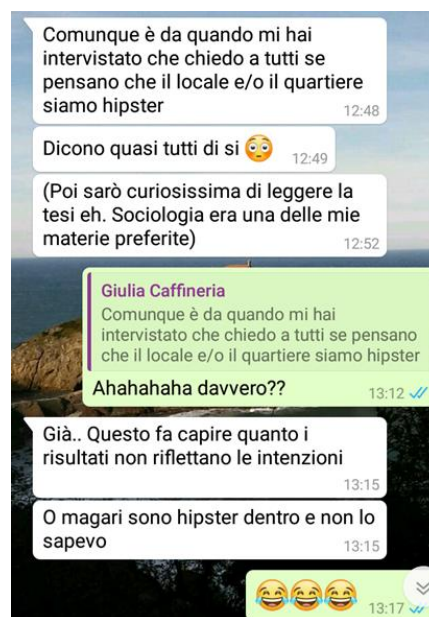 Comunque è da quando mi hai
intervistato che chiedo a tutti se
pensano che il locale e/o il quartiere
siamo hipster
12:48
Dicono quasi tutti di si 😳
12:49
(Poi sarò curiosissima di leggere la
tesi eh. Sociologia era una delle mie
materie preferite)
12:52
Giulia Caffineria
Comunque è da quando mi hai
intervistato che chiedo a tutti se pensano
che il locale e/o il quartiere siamo hipster
Ahahahaha davvero??
13:12
Già.. Questo fa capire quanto i
risultati non riflettano le intenzioni
13:15
O magari sono hipster dentro e non lo
sapevo
13:15
😂😂😂
13:17